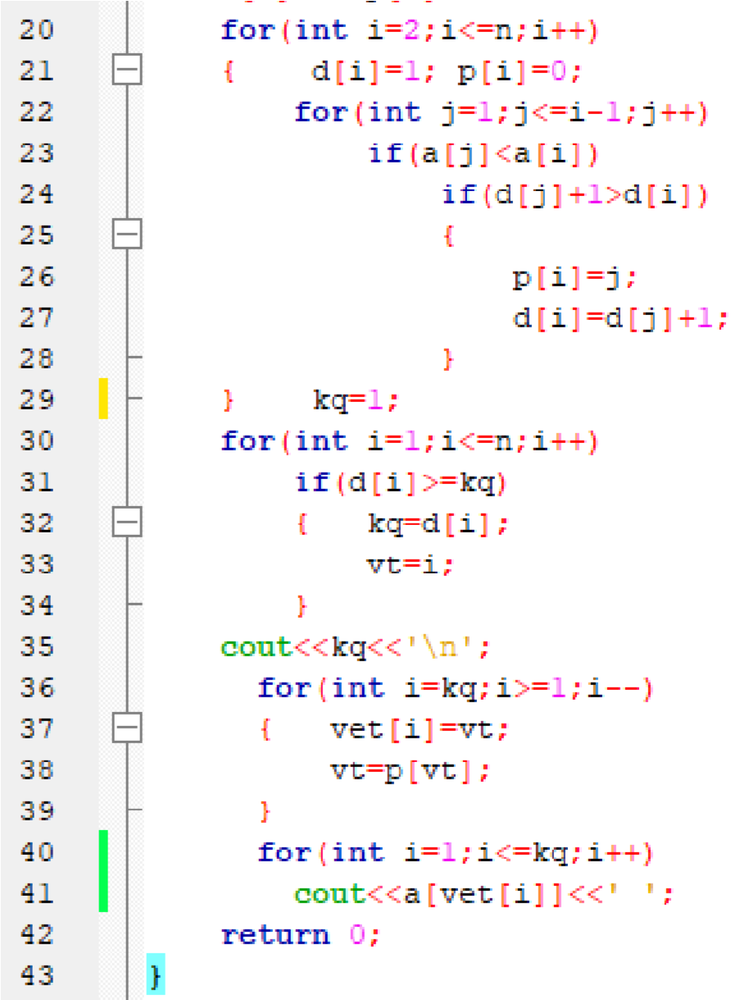 20 for(int i=2;i<=n;i++)
21 { d[i]=1; p[i]=0;
22 for(int j=1;j<=i-1;j++)
23 if(a[j]<a[i])
24 if(d[j]+1>d[i])
25 {
26 p[i]=j;
27 d[i]=d[j]+1;
28 }
29 } kq=1;
30 for(int i=1;i<=n;i++)
31 if(d[i]>=kq)
32 { kq=d[i];
33 vt=i;
34 }
35 cout<<kq<<'\n';
36 for(int i=kq;i>=1;i--)
37 { vet[i]=vt;
38 vt=p[vt];
39 }
40 for(int i=1;i<=kq;i++)
41 cout<<a[vet[i]]<<' ';
42 return 0;
43 }